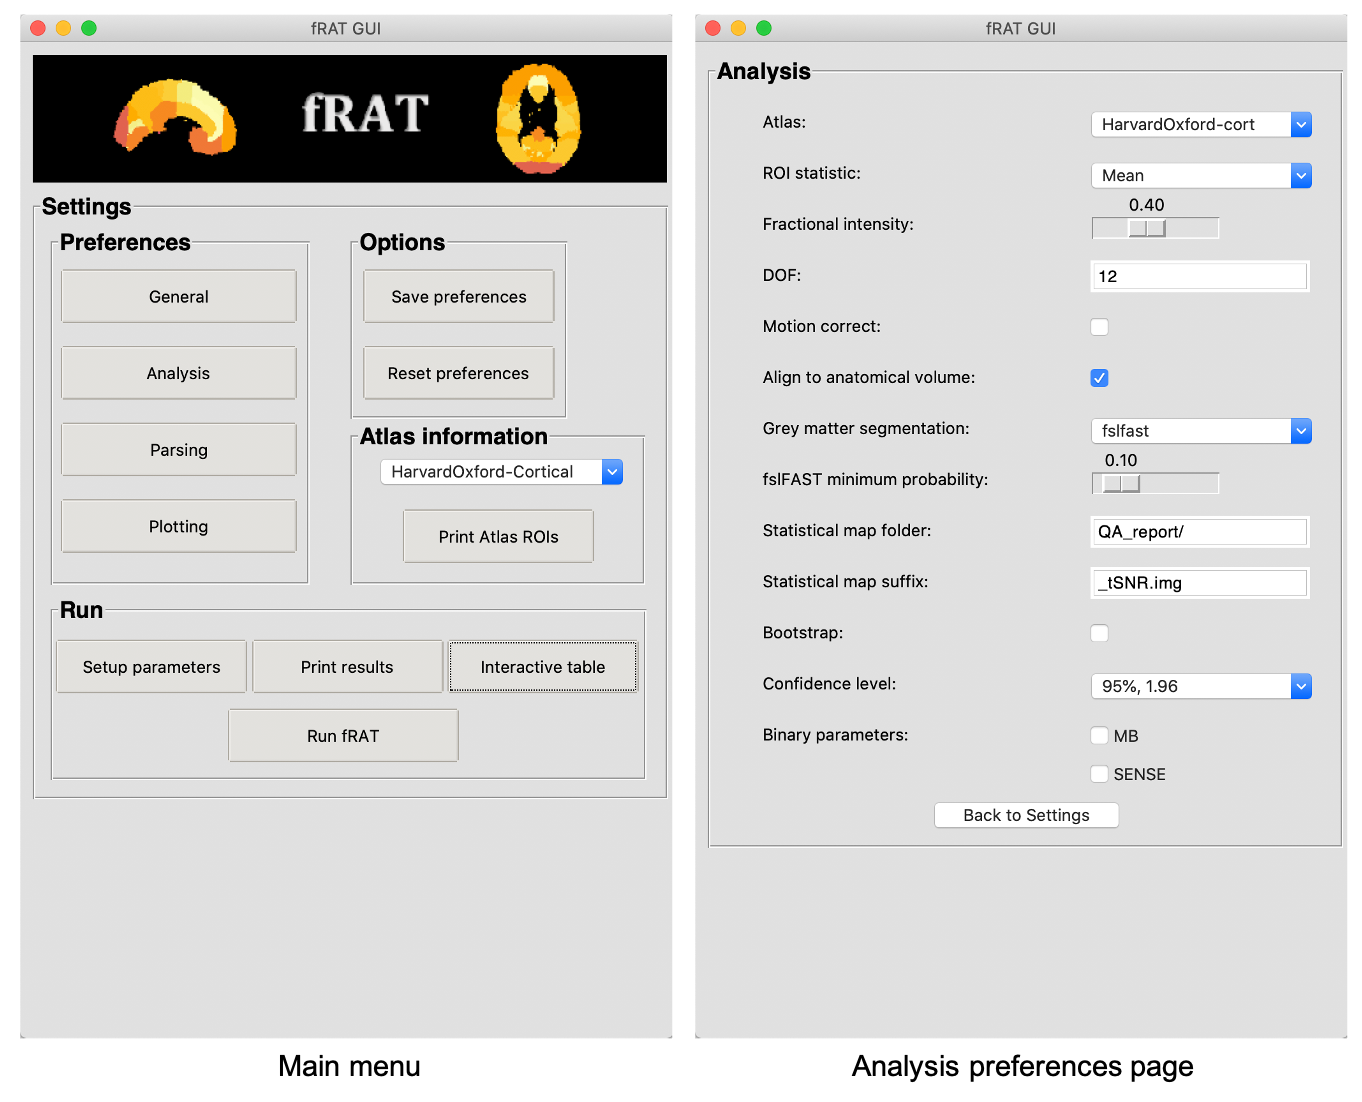 fRAT GUI
fRAT
Settings
Preferences
General
Analysis
Parsing
Plotting
Options
Save preferences
Reset preferences
Atlas information
HarvardOxford-Cortical
Print Atlas ROIs
Run
Setup parameters
Print results
Interactive table
Run fRAT
Main menu
fRAT GUI
Analysis
Atlas: HarvardOxford-cort
ROI statistic: Mean
0.40
Fractional intensity:
DOF: 12
Motion correct:
Align to anatomical volume:
Grey matter segmentation: fslfast
0.10
fslFAST minimum probability:
Statistical map folder: QA_report/
Statistical map suffix: _tSNR.img
Bootstrap:
Confidence level: 95%, 1.96
Binary parameters: MB
SENSE
Back to Settings
Analysis preferences page